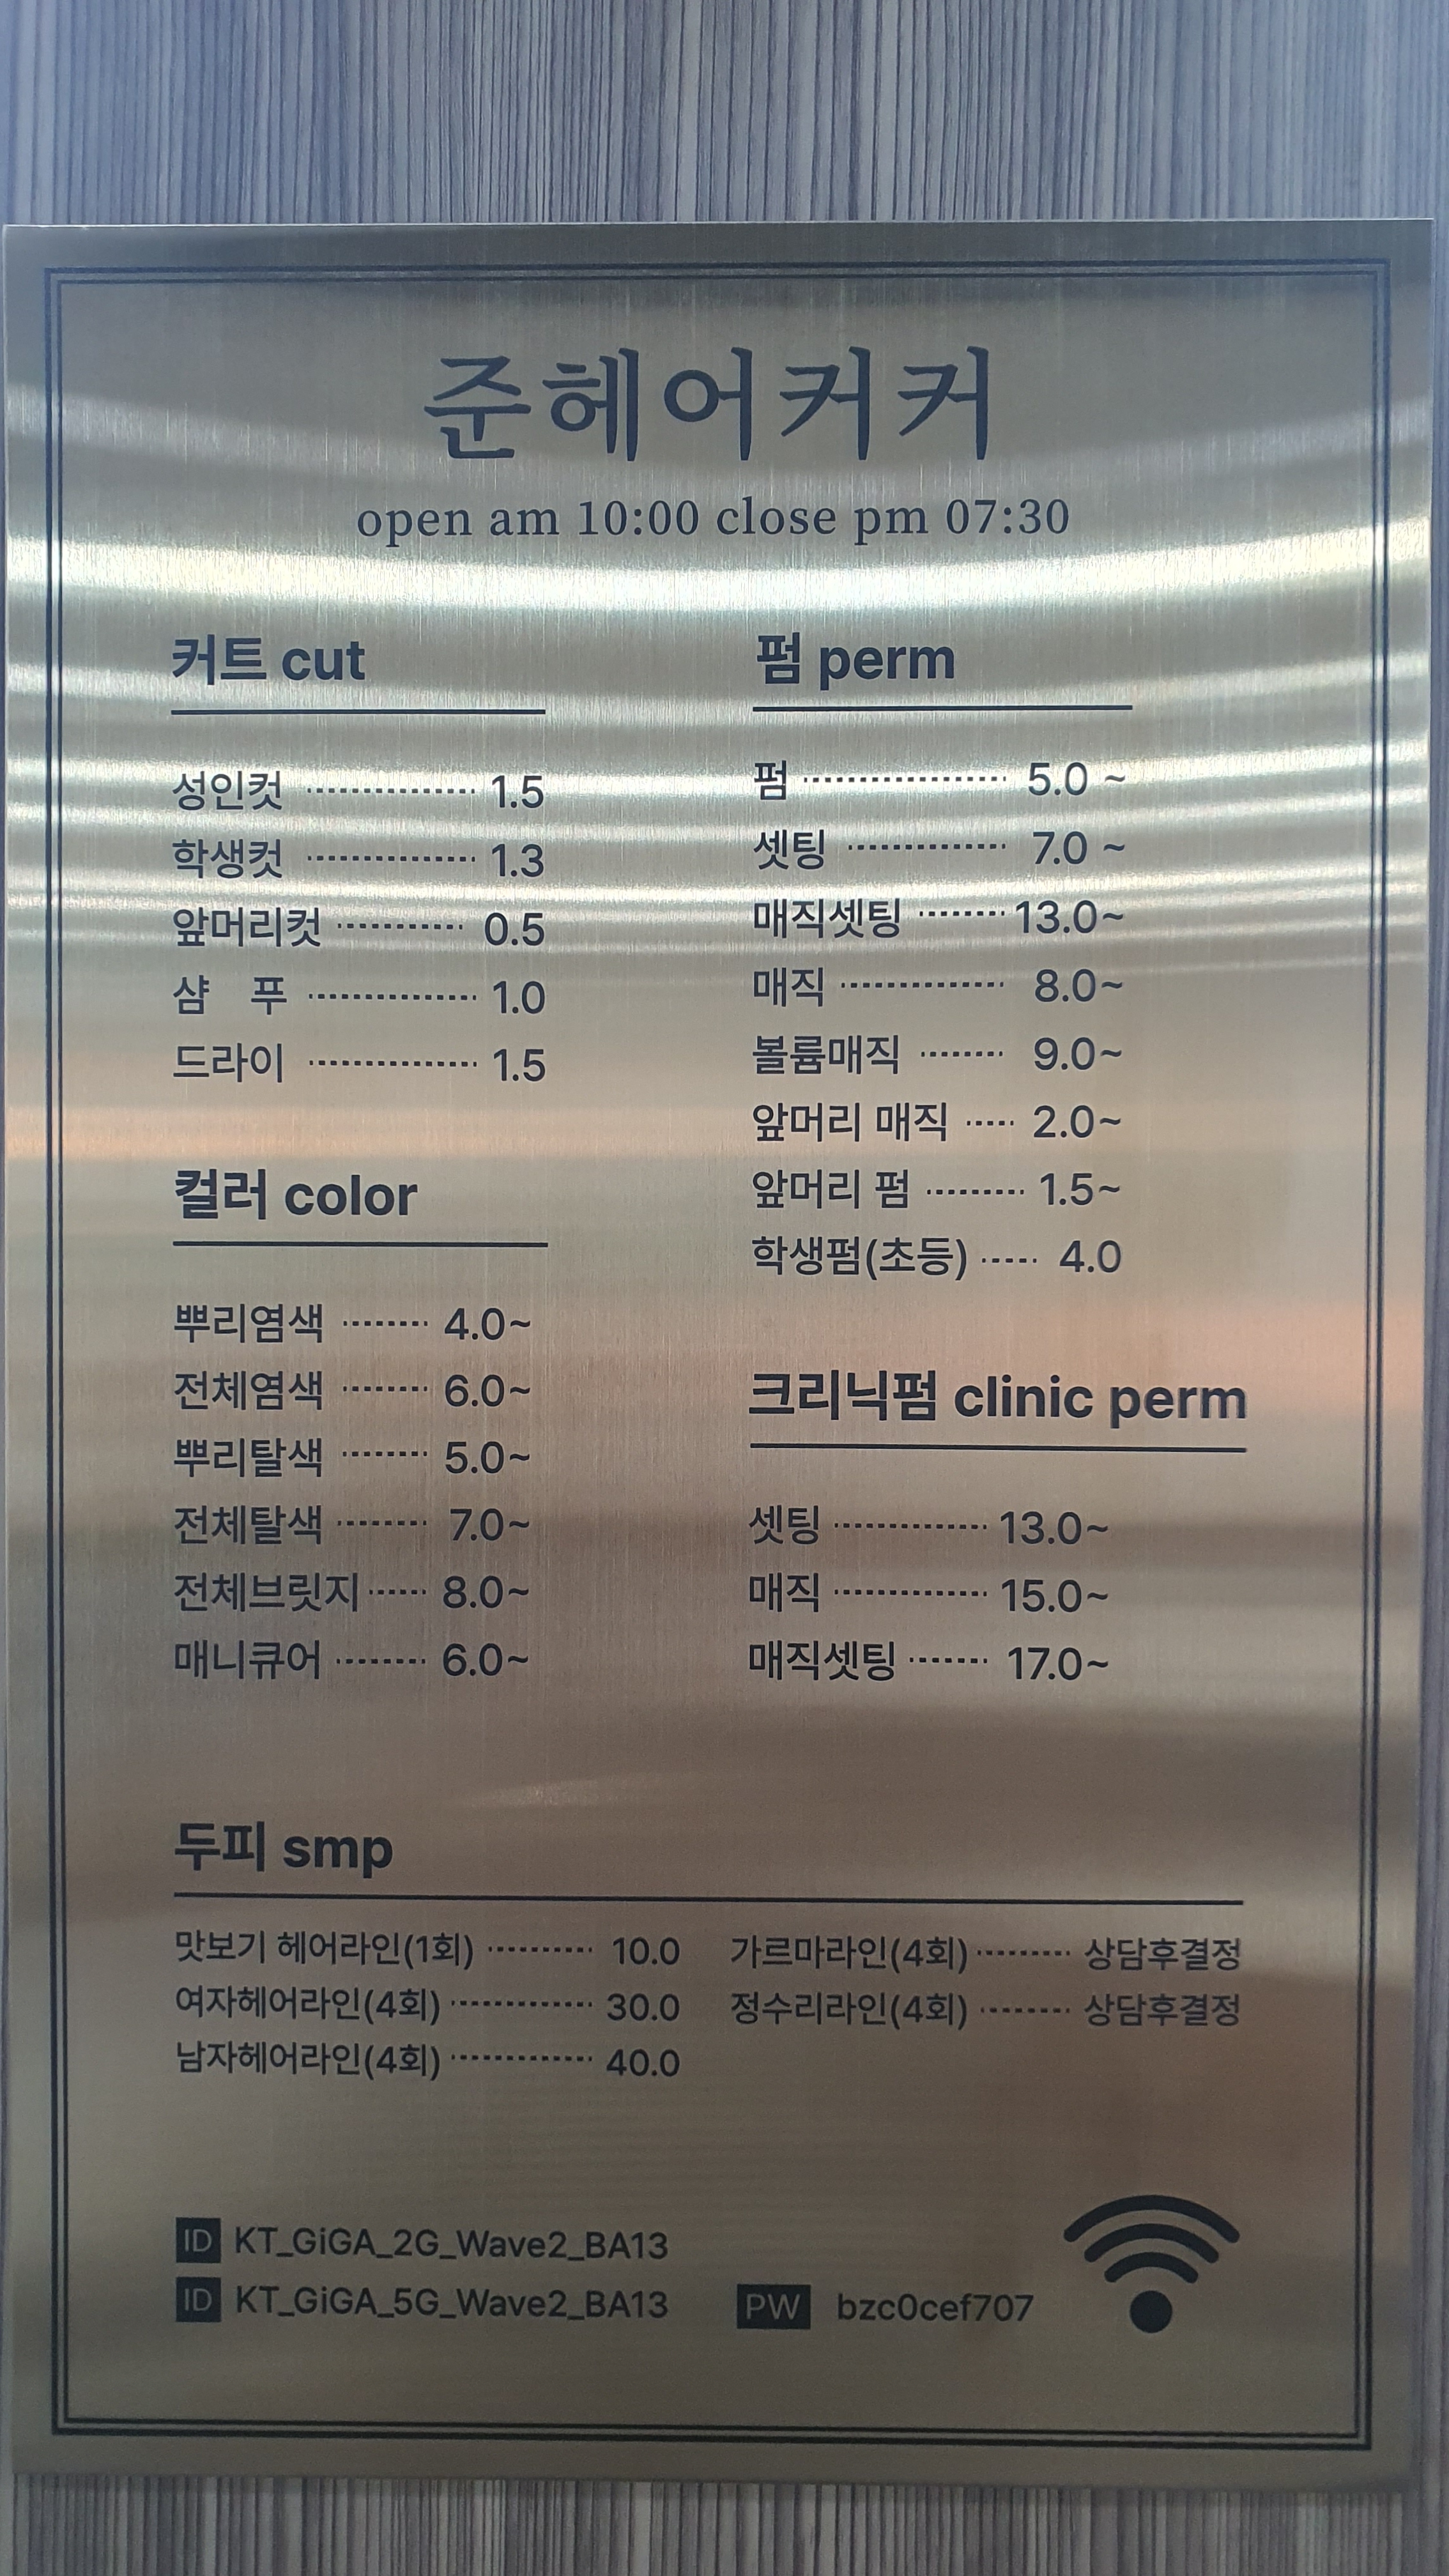 준헤어커커
open am 10:00 close pm 07:30
커트 cut
성인컷 ·················· 1.5
학생컷 ·················· 1.3
앞머리컷 ············· 0.5
샴 푸 ·················· 1.0
드라이 ·················· 1.5
컬러 color
뿌리염색 ········· 4.0~
전체염색 ········· 6.0~
뿌리탈색 ········· 5.0~
전체탈색 ·········· 7.0~
전체브릿지 ······ 8.0~
매니큐어 ·········· 6.0~
펌 perm
펌 ····················· 5.0 ~
셋팅 ················· 7.0 ~
매직셋팅 ········· 13.0~
매직 ················· 8.0~
볼륨매직 ········· 9.0~
앞머리 매직 ····· 2.0~
앞머리 펌 ·········· 1.5~
학생펌(초등) ······ 4.0
크리닉펌 clinic perm
셋팅 ················ 13.0~
매직 ················ 15.0~
매직셋팅 ········ 17.0~
두피 smp
맛보기 헤어라인(1회) ··········· 10.0
여자헤어라인(4회) ··············· 30.0
남자헤어라인(4회) ··············· 40.0
가르마라인(4회) ·········· 상담후결정
정수리라인(4회) ·········· 상담후결정
ID KT_GiGA_2G_Wave2_BA13
ID KT_GiGA_5G_Wave2_BA13 PW bzc0cef707